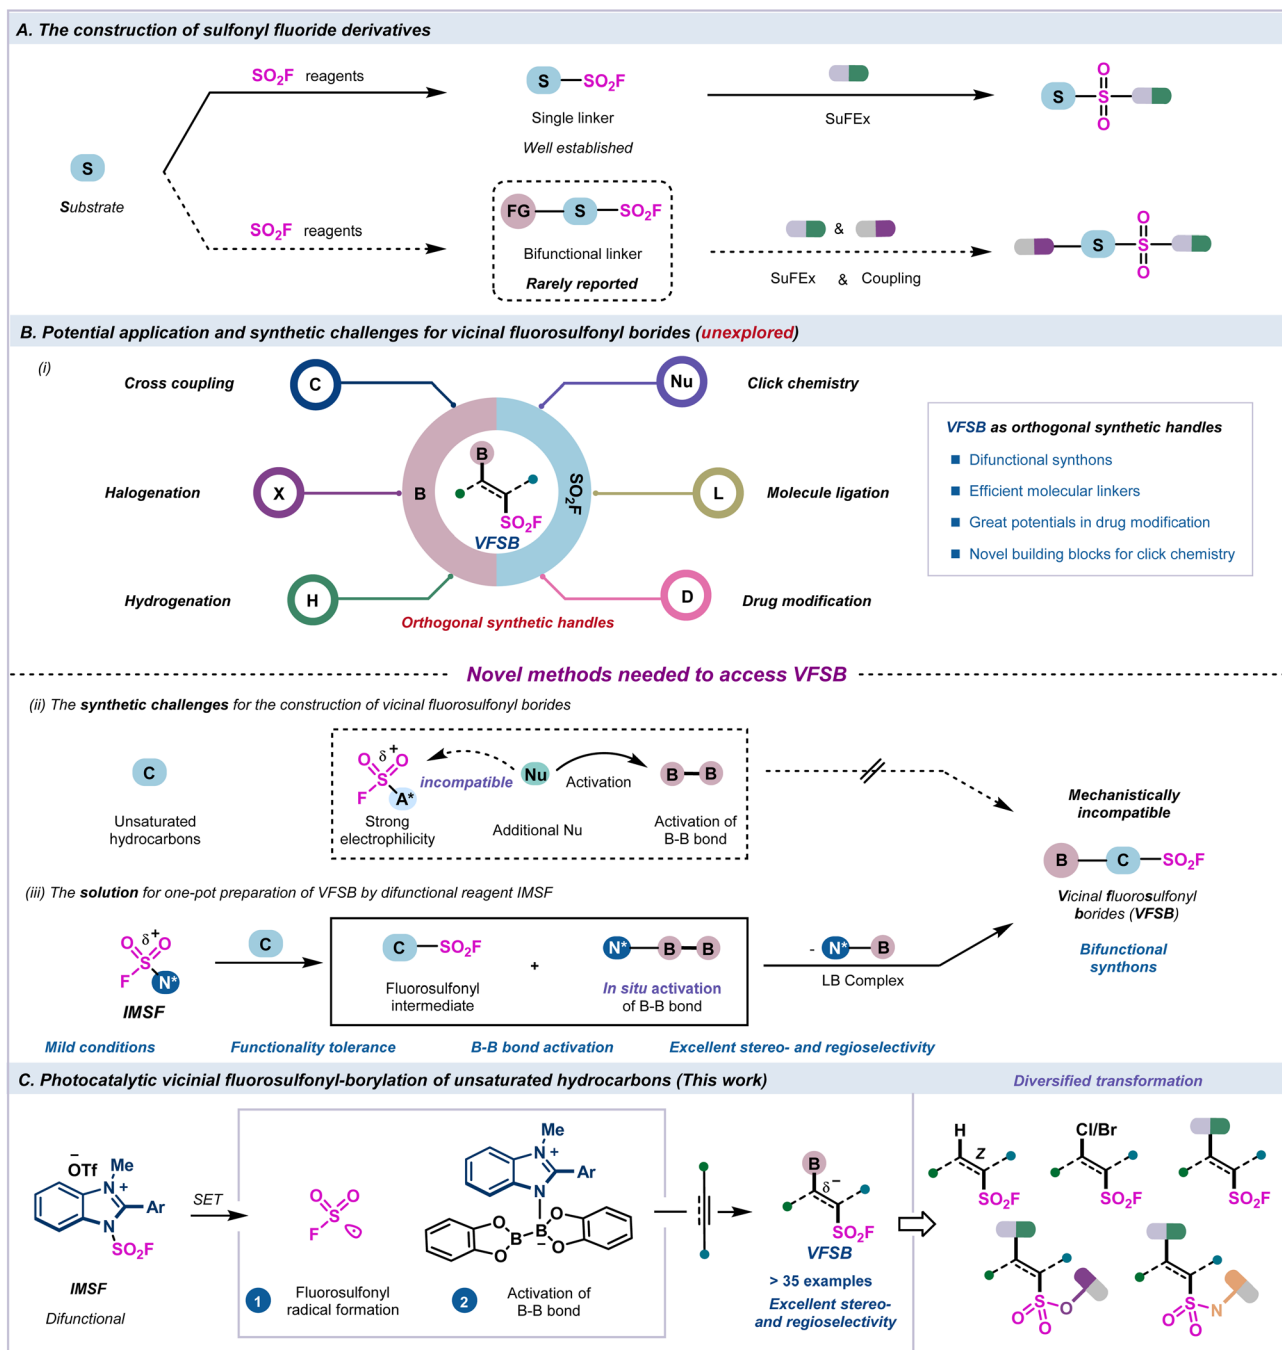 A. The construction of sulfonyl fluoride derivatives
SO2F reagents
S—SO2F
Single linker
Well established
SuFEx
S
O
S
O
S
Substrate
SO2F reagents
FG
S
SO2F
Bifunctional linker
Rarely reported
&
SuFEx & Coupling
S
O
S
O
B. Potential application and synthetic challenges for vicinal fluorosulfonyl borides (unexplored)
(i)
Cross coupling
C
Nu
Click chemistry
Halogenation
X
B
B
SO2F
VFSB
SO2F
L
Molecule ligation
Hydrogenation
H
D
Drug modification
Orthogonal synthetic handles
VFSB as orthogonal synthetic handles
Difunctional synthons
Efficient molecular linkers
Great potentials in drug modification
Novel building blocks for click chemistry
Novel methods needed to access VFSB
(ii) The synthetic challenges for the construction of vicinal fluorosulfonyl borides
C
Unsaturated
hydrocarbons
O
δ+
O
S
F
A*
Strong
electrophilicity
incompatible
Nu
Additional Nu
Activation
B
B
Activation of
B-B bond
Mechanistically
incompatible
B
C
SO2F
Vicinal fluorosulfonyl
borides (VFSB)
Bifunctional
synthons
(iii) The solution for one-pot preparation of VFSB by difunctional reagent IMSF
O
δ+
O
S
F
N*
IMSF
C
C
SO2F
Fluorosulfonyl
intermediate
+
N*
B
B
In situ activation
of B-B bond
-
N*
B
LB Complex
Mild conditions
Functionality tolerance
B-B bond activation
Excellent stereo- and regioselectivity
C. Photocatalytic vicinial fluorosulfonyl-borylation of unsaturated hydrocarbons (This work)
Diversified transformation
−
OTf
Me
N
+
Ar
N
SO2F
IMSF
Difunctional
SET
O
O
S
F
1
Fluorosulfonyl
radical formation
Me
N
+
Ar
N
O
B
B
−
O
O
O
2
Activation of
B-B bond
B
δ−
SO2F
VFSB
> 35 examples
Excellent stereo-
and regioselectivity
H
Z
SO2F
Cl/Br
SO2F
SO2F
S
O
O
O
S
N
O
O